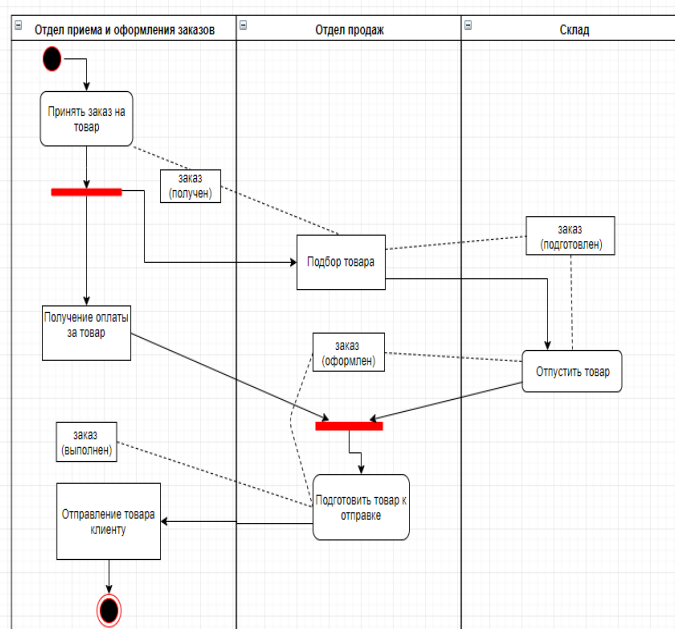 Отдел приема и оформления заказов
Отдел продаж
Склад
Принять заказ на
товар
заказ
(получен)
заказ
(подготовлен)
Подбор товара
Получение оплаты
за товар
заказ
(оформлен)
Отпустить товар
заказ
(выполнен)
Подготовить товар к
отправке
Отправление товара
клиенту